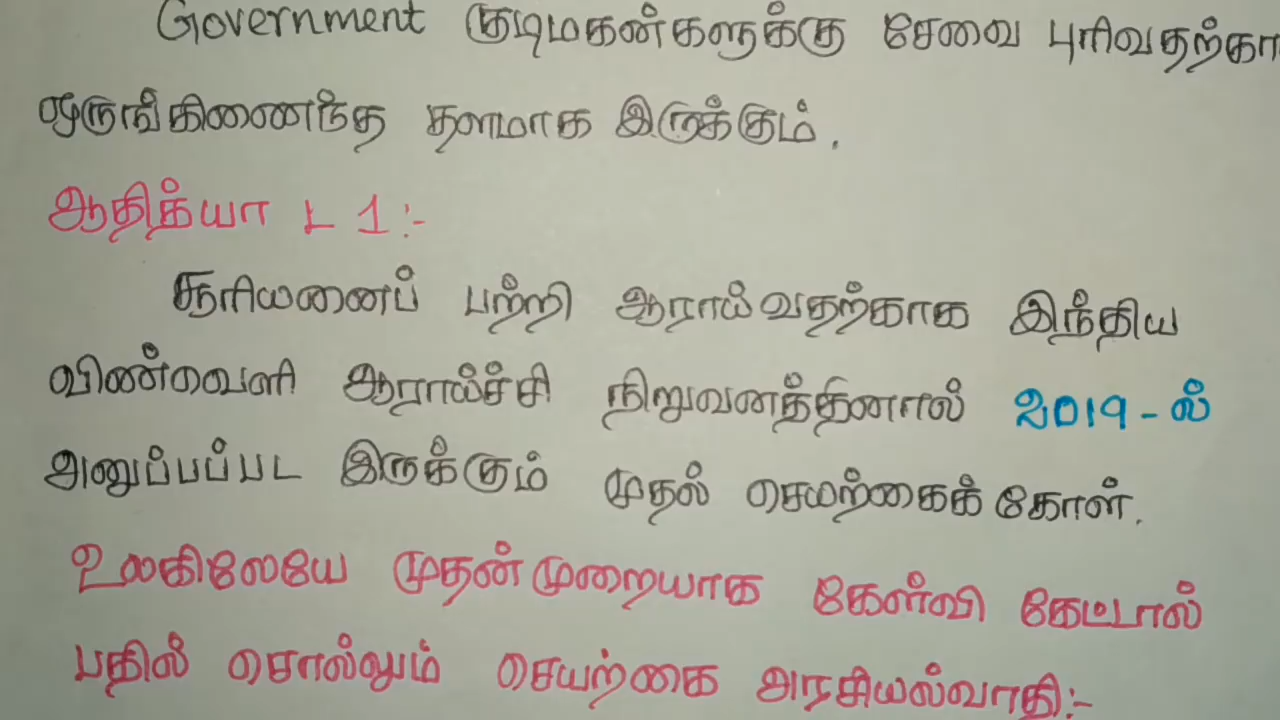 Government குடிமகன்களுக்கு சேவை புரிவதற்கா
ஒருங்கிணைந்த தளமாக இருக்கும்.
ஆதித்யா L 1:-
சூரியனைப் பற்றி ஆராய்வதற்காக இந்திய
விண்வெளி ஆராய்ச்சி நிறுவனத்தினால் 2019-ல்
அனுப்பப்பட இருக்கும் முதல் செயற்கைக்கோள்.
உலகிலேயே முதன்முறையாக கேள்வி கேட்டால்
பதில் சொல்லும் செயற்கை அரசியல்வாதி:-